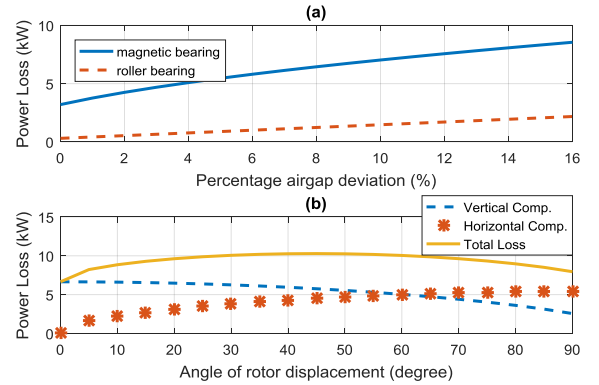 (a)
Power Loss (kW)
10
5
0
magnetic bearing
roller bearing
0 2 4 6 8 10 12 14 16
Percentage airgap deviation (%)
(b)
Power Loss (kW)
15
10
5
0
Vertical Comp.
Horizontal Comp.
Total Loss
0 10 20 30 40 50 60 70 80 90
Angle of rotor displacement (degree)